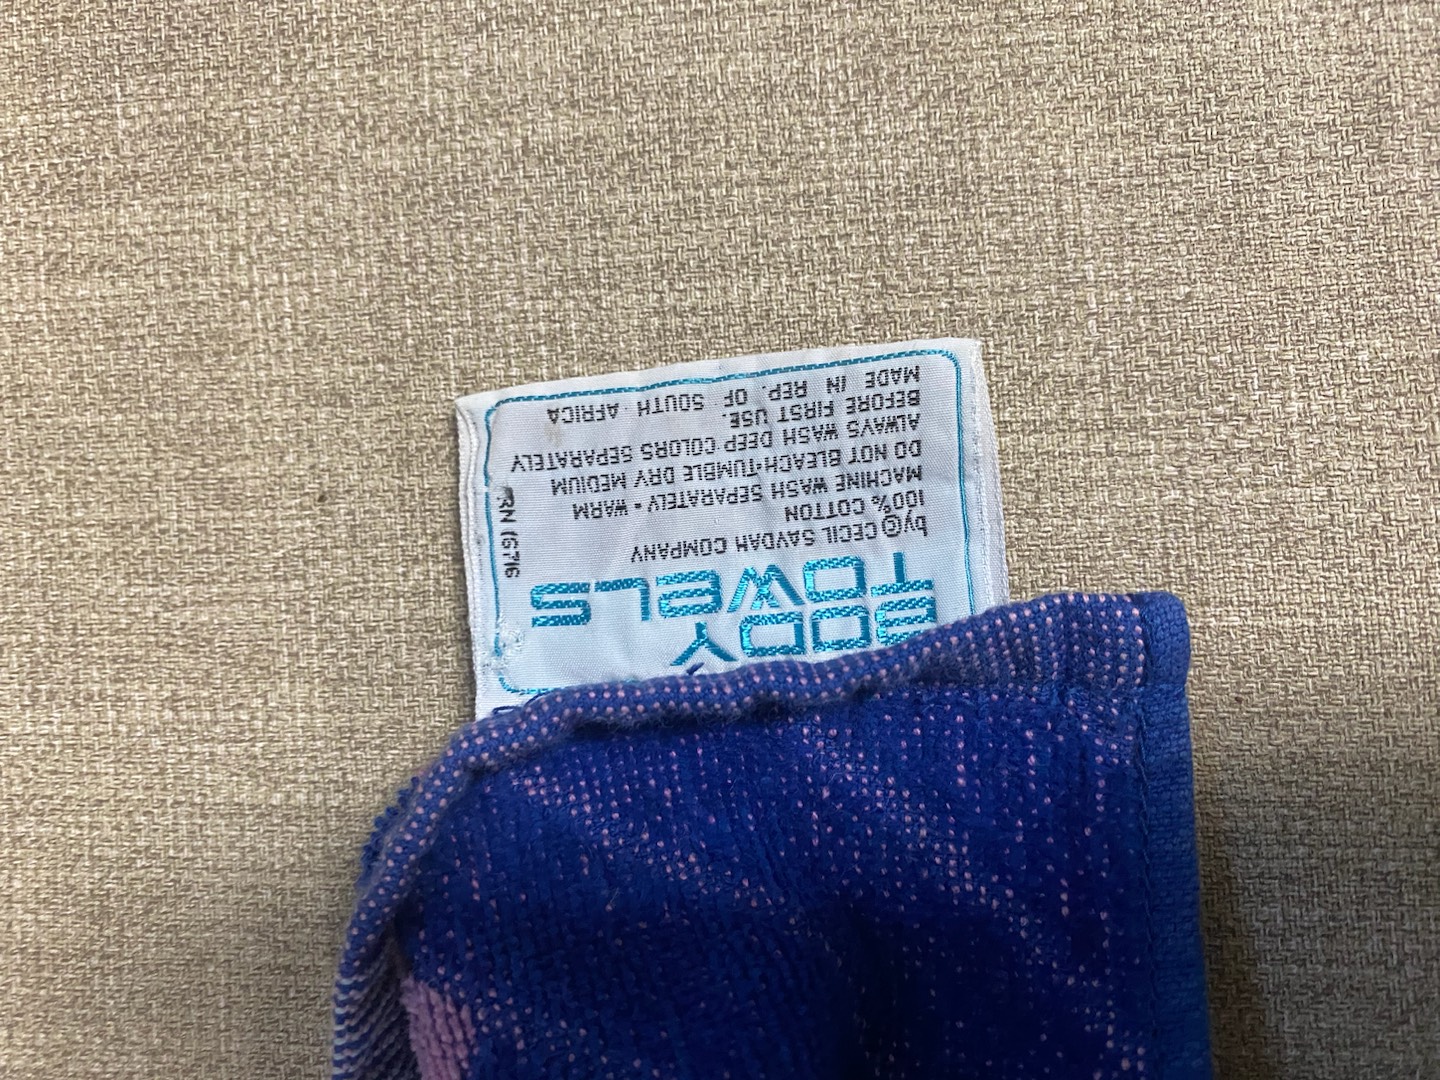 BODY
TOWELS
by © CECIL SAYDAH COMPANY
100% COTTON
MACHINE WASH SEPARATELY • WARM
DO NOT BLEACH•TUMBLE DRY MEDIUM
ALWAYS WASH DEEP COLORS SEPARATELY
BEFORE FIRST USE.
MADE IN REP. OF SOUTH AFRICA
RN 16716